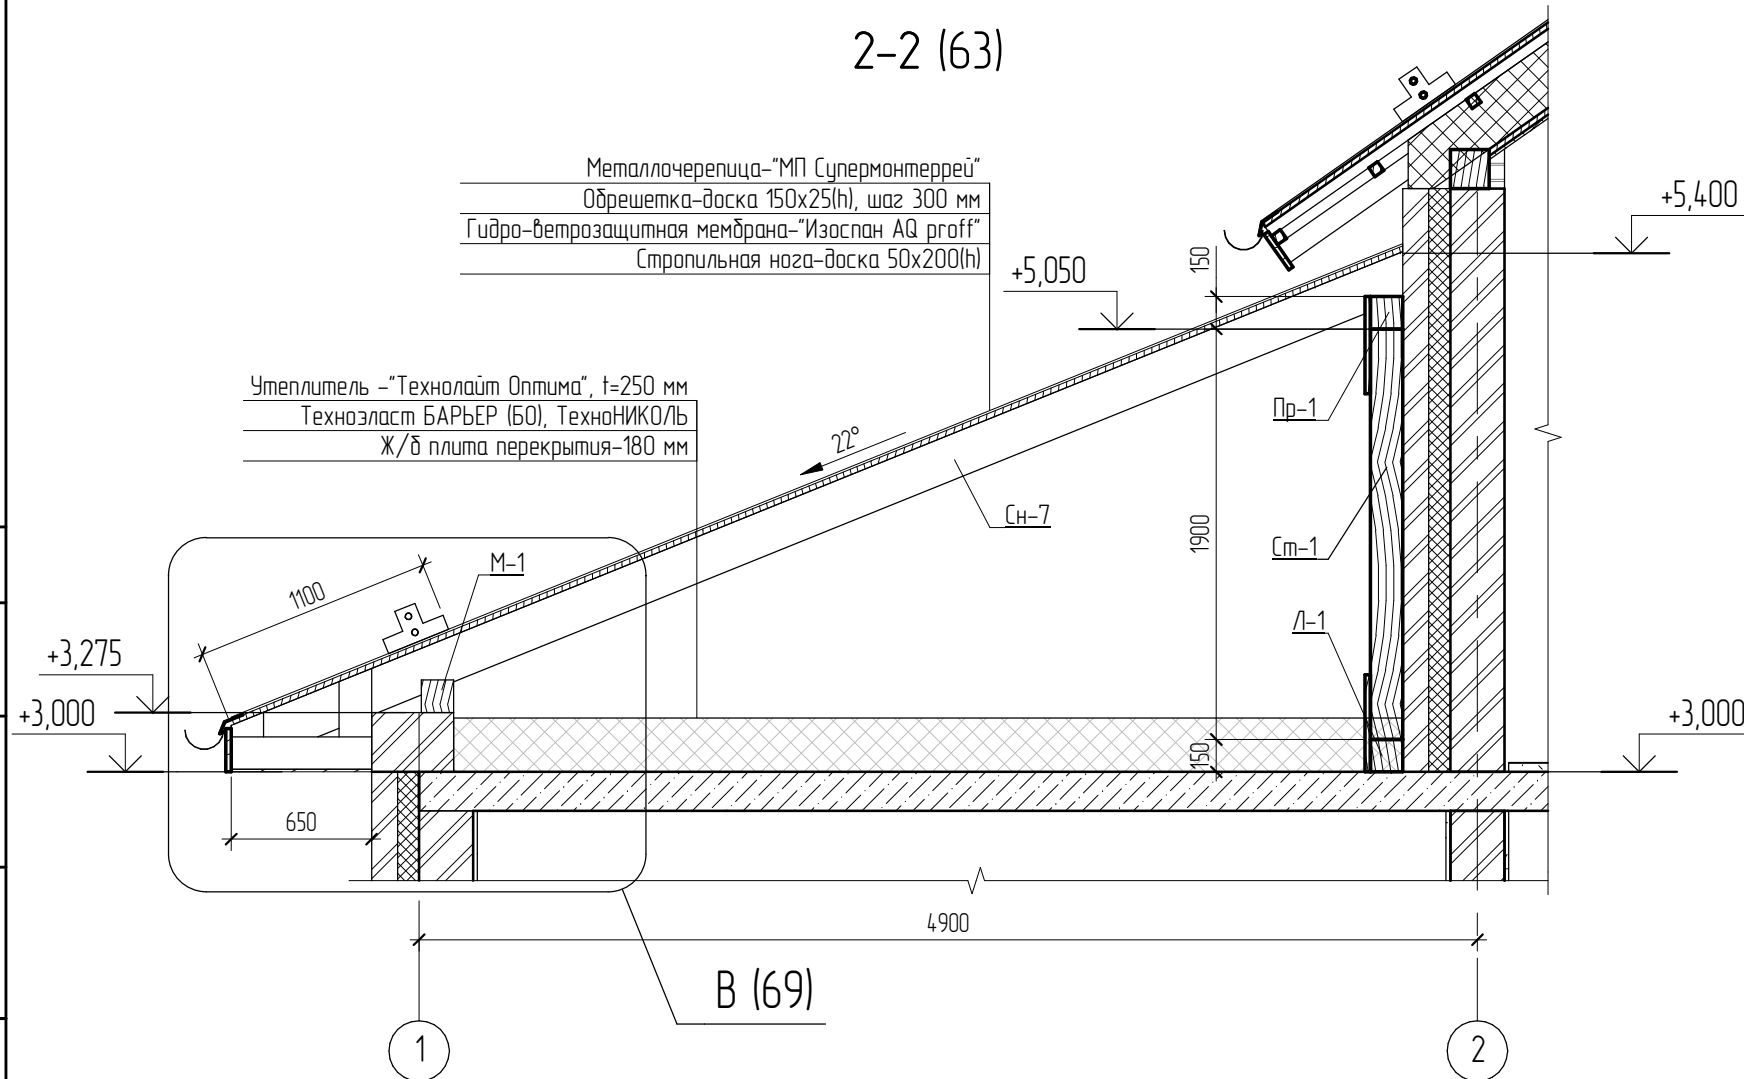 2-2 (63)
Металлочерепица-"МП Супермонтеррей"
Обрешетка-доска 150х25(h), шаг 300 мм
Гидро-ветрозащитная мембрана-"Изоспан AQ proff"
Стропильная нога-доска 50х200(h)
+5,400
+5,050
150
Утеплитель -"Технолайт Оптима", t=250 мм
Техноэласт БАРЬЕР (БО), ТехноНИКОЛЬ
Ж/б плита перекрытия-180 мм
22°
Пр-1
Сн-7
1900
Ст-1
М-1
1100
Л-1
+3,275
+3,000
+3,000
150
650
4900
В (69)
1
2